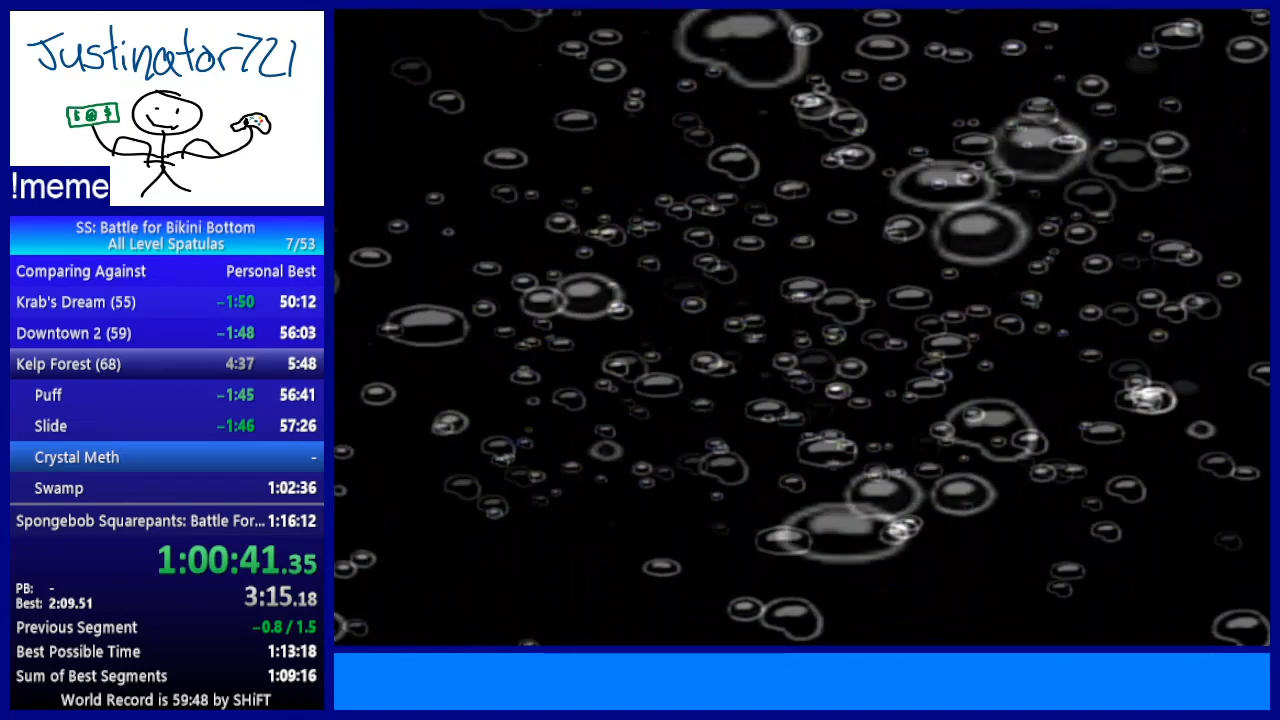 Justinator721
$ $
!meme
SS: Battle for Bikini Bottom
All Level Spatulas 7/53
Comparing Against Personal Best
Krab's Dream (55) −1:50 50:12
Downtown 2 (59) −1:48 56:03
Kelp Forest (68) 4:37 5:48
Puff −1:45 56:41
Slide −1:46 57:26
Crystal Meth -
Swamp 1:02:36
Spongebob Squarepants: Battle For... 1:16:12
1:00:41.35
PB: -
Best: 2:09.51
3:15.18
Previous Segment −0.8 / 1.5
Best Possible Time 1:13:18
Sum of Best Segments 1:09:16
World Record is 59:48 by SHiFT